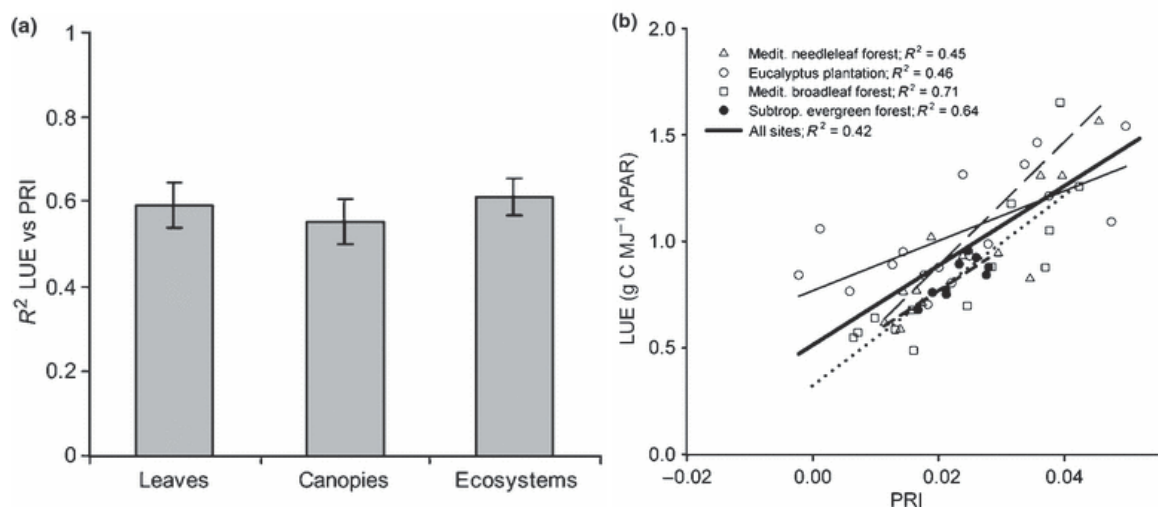 (a)
1
0.8
0.6
0.4
0.2
0
R² LUE vs PRI
Leaves
Canopies
Ecosystems
(b)
2.0
1.5
1.0
0.5
0.0
LUE (g C MJ⁻¹ APAR)
Medit. needleleaf forest; R² = 0.45
Eucalyptus plantation; R² = 0.46
Medit. broadleaf forest; R² = 0.71
Subtrop. evergreen forest; R² = 0.64
All sites; R² = 0.42
−0.02
0.00
0.02
0.04
PRI